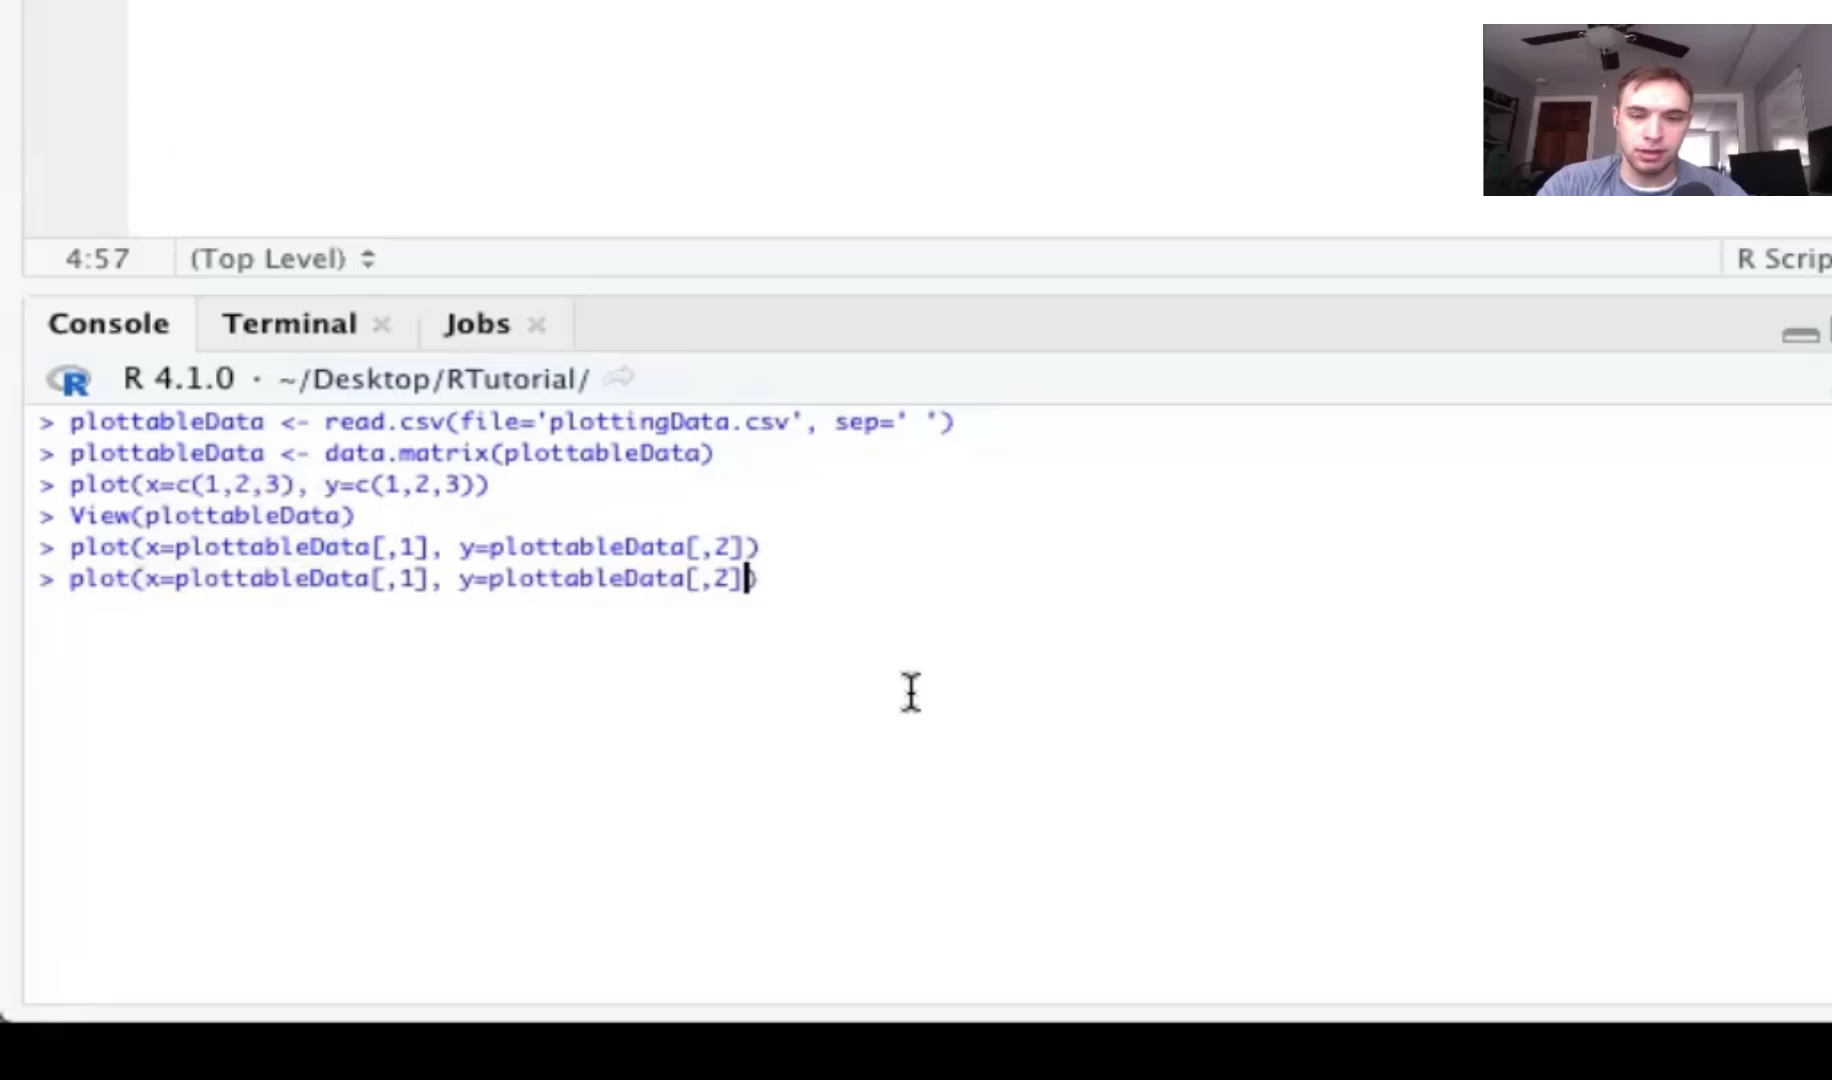 4:57 (Top Level) R Scrip
Console Terminal Jobs
R 4.1.0 · ~/Desktop/RTutorial/
> plottableData <- read.csv(file='plottingData.csv', sep=' ')
> plottableData <- data.matrix(plottableData)
> plot(x=c(1,2,3), y=c(1,2,3))
> View(plottableData)
> plot(x=plottableData[,1], y=plottableData[,2])
> plot(x=plottableData[,1], y=plottableData[,2])